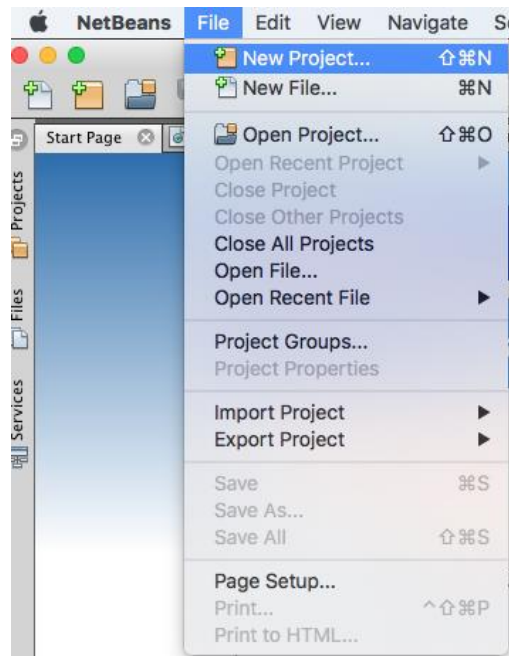 NetBeans File Edit View Navigate
New Project... ⇧⌘N
New File... ⌘N
Start Page
Open Project... ⇧⌘O
Open Recent Project ▶
Close Project
Close Other Projects
Close All Projects
Open File...
Open Recent File ▶
Project Groups...
Project Properties
Import Project ▶
Export Project ▶
Save ⌘S
Save As...
Save All ⇧⌘S
Page Setup...
Print... ^⇧⌘P
Print to HTML...
Projects
Files
Services